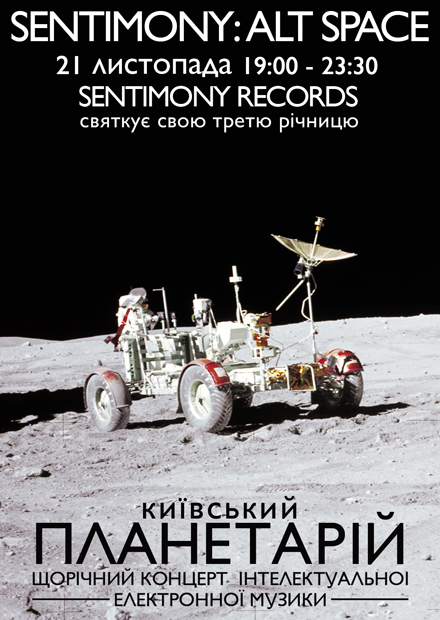 SENTIMONY: ALT SPACE
21 листопада 19:00 - 23:30
SENTIMONY RECORDS
святкує свою третю річницю
КИЇВСЬКИЙ
ПЛАНЕТАРІЙ
ЩОРІЧНИЙ КОНЦЕРТ ІНТЕЛЕКТУАЛЬНОЇ
ЕЛЕКТРОННОЇ МУЗИКИ